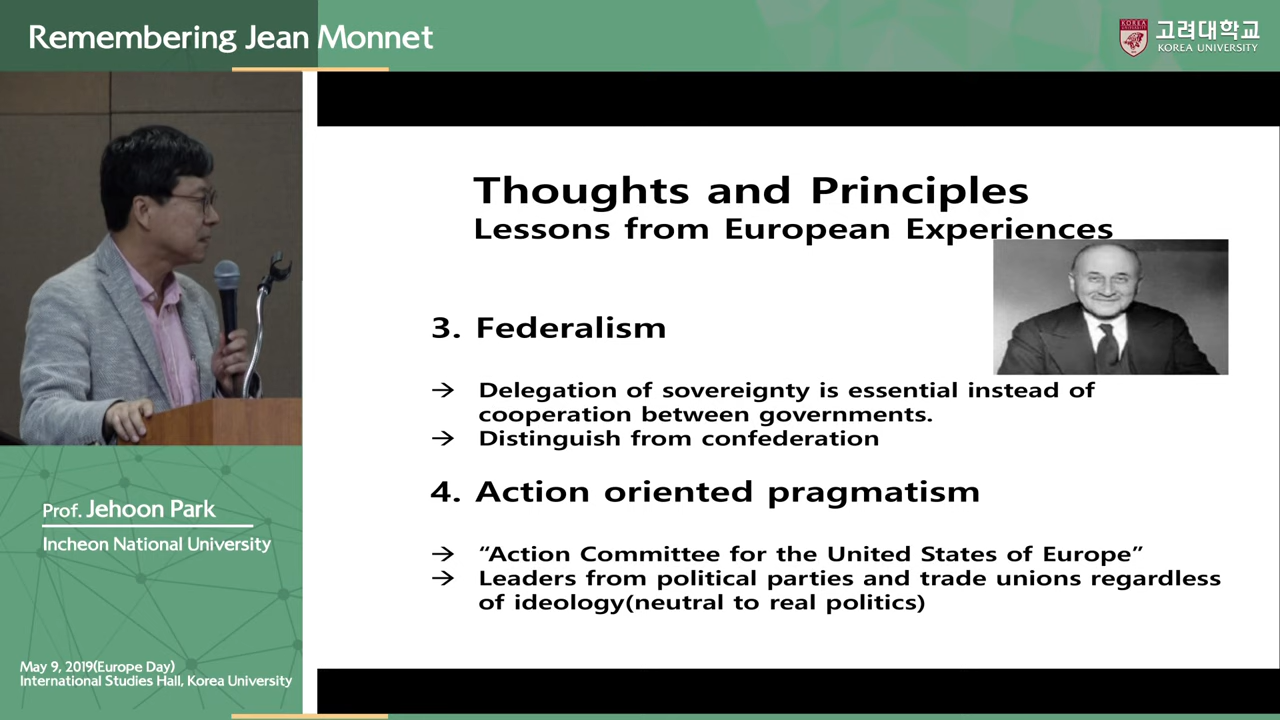 Remembering Jean Monnet
KOREA
UNIVERSITY
고려대학교
KOREA UNIVERSITY
Thoughts and Principles
Lessons from European Experiences
3. Federalism
→ Delegation of sovereignty is essential instead of
cooperation between governments.
→ Distinguish from confederation
4. Action oriented pragmatism
→ “Action Committee for the United States of Europe”
→ Leaders from political parties and trade unions regardless
of ideology(neutral to real politics)
Prof. Jehoon Park
Incheon National University
May 9, 2019(Europe Day)
International Studies Hall, Korea University